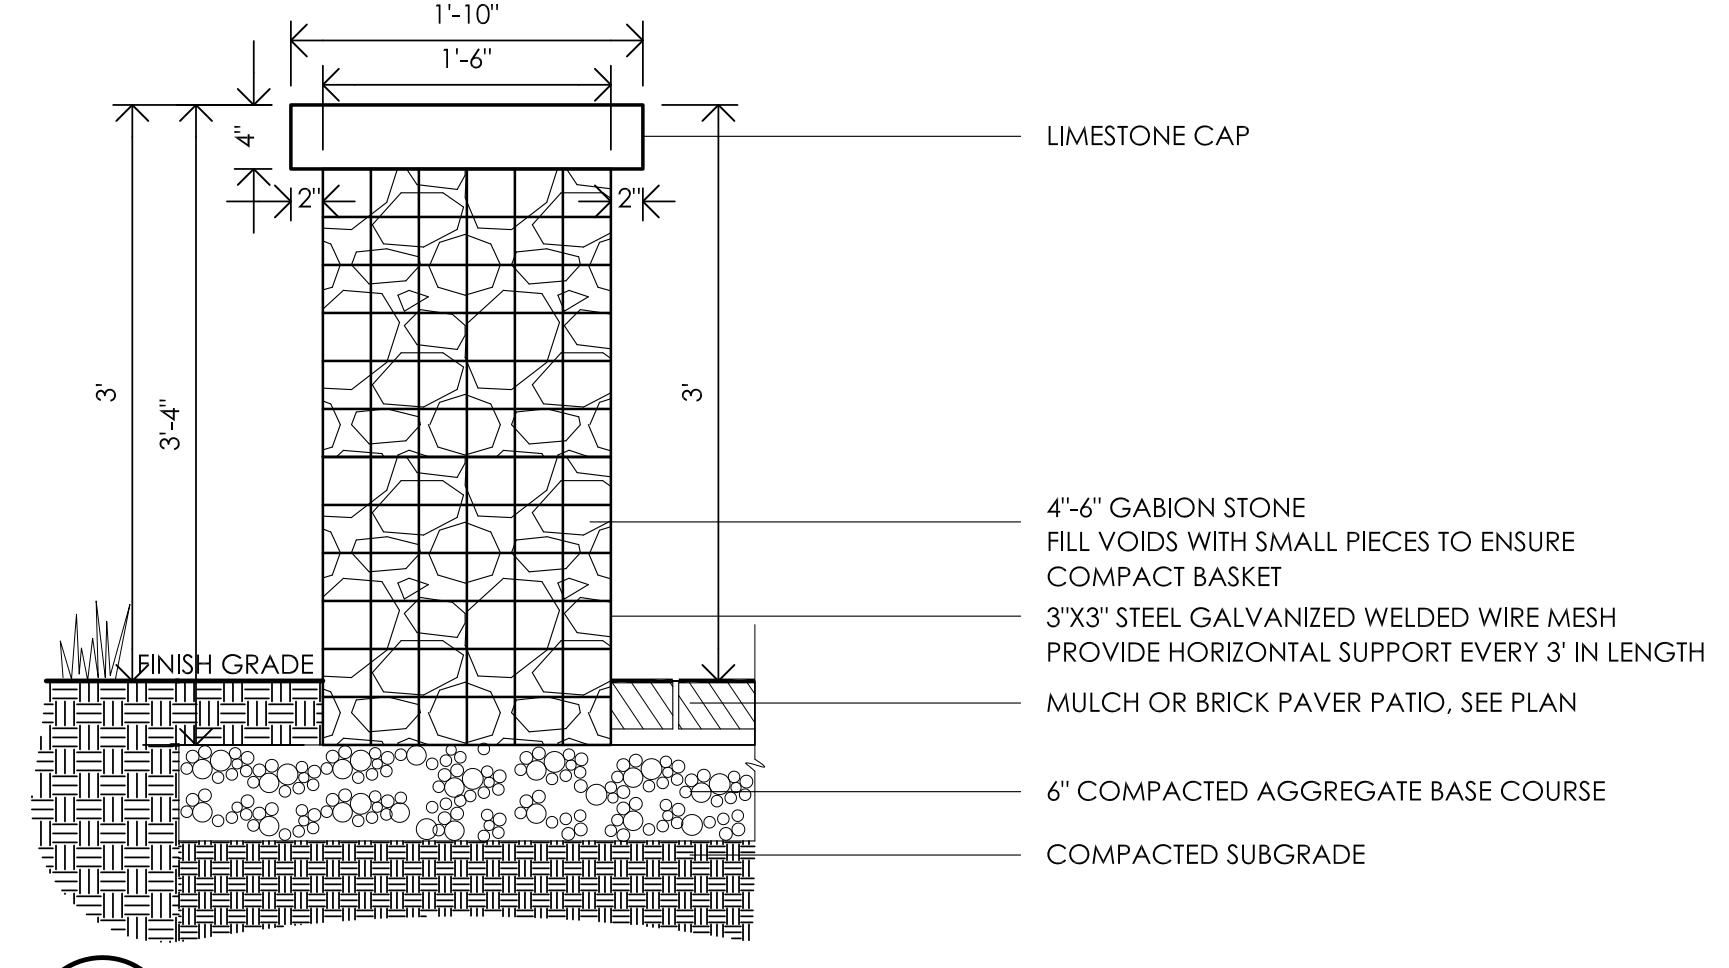 1'-10"
1'-6"
4"
2"
2"
3'
3'-4"
3'
FINISH GRADE
LIMESTONE CAP
4"-6" GABION STONE
FILL VOIDS WITH SMALL PIECES TO ENSURE
COMPACT BASKET
3"X3" STEEL GALVANIZED WELDED WIRE MESH
PROVIDE HORIZONTAL SUPPORT EVERY 3' IN LENGTH
MULCH OR BRICK PAVER PATIO, SEE PLAN
6" COMPACTED AGGREGATE BASE COURSE
COMPACTED SUBGRADE